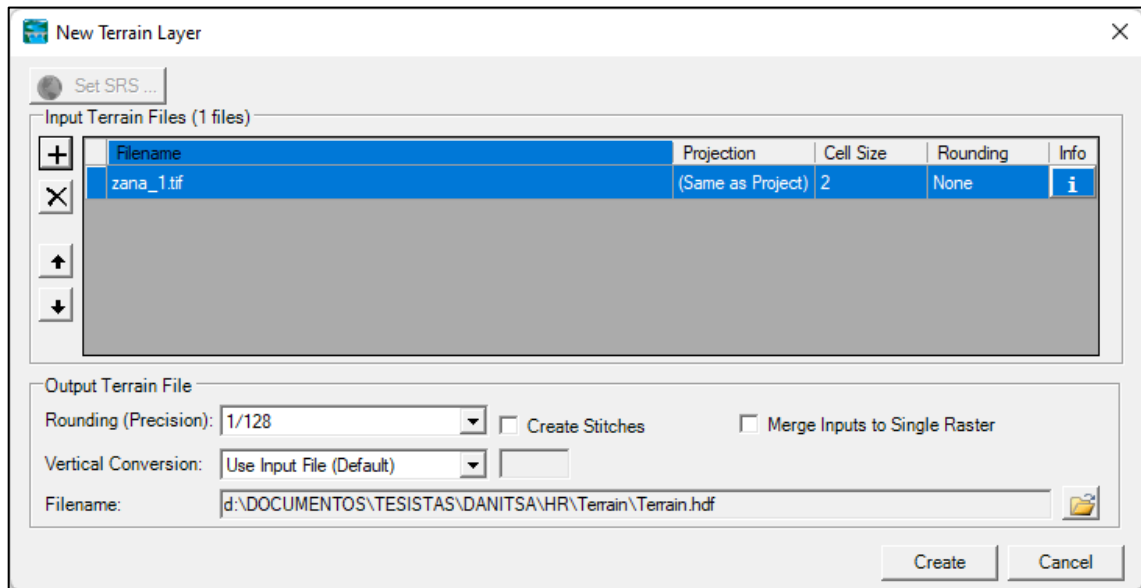 New Terrain Layer
Set SRS ...
Input Terrain Files (1 files)
Filename Projection Cell Size Rounding Info
zana_1.tif (Same as Project) 2 None i
Output Terrain File
Rounding (Precision): 1/128 Create Stitches Merge Inputs to Single Raster
Vertical Conversion: Use Input File (Default)
Filename: d:\DOCUMENTOS\TESISTAS\DANITSA\HR\Terrain\Terrain.hdf
Create Cancel